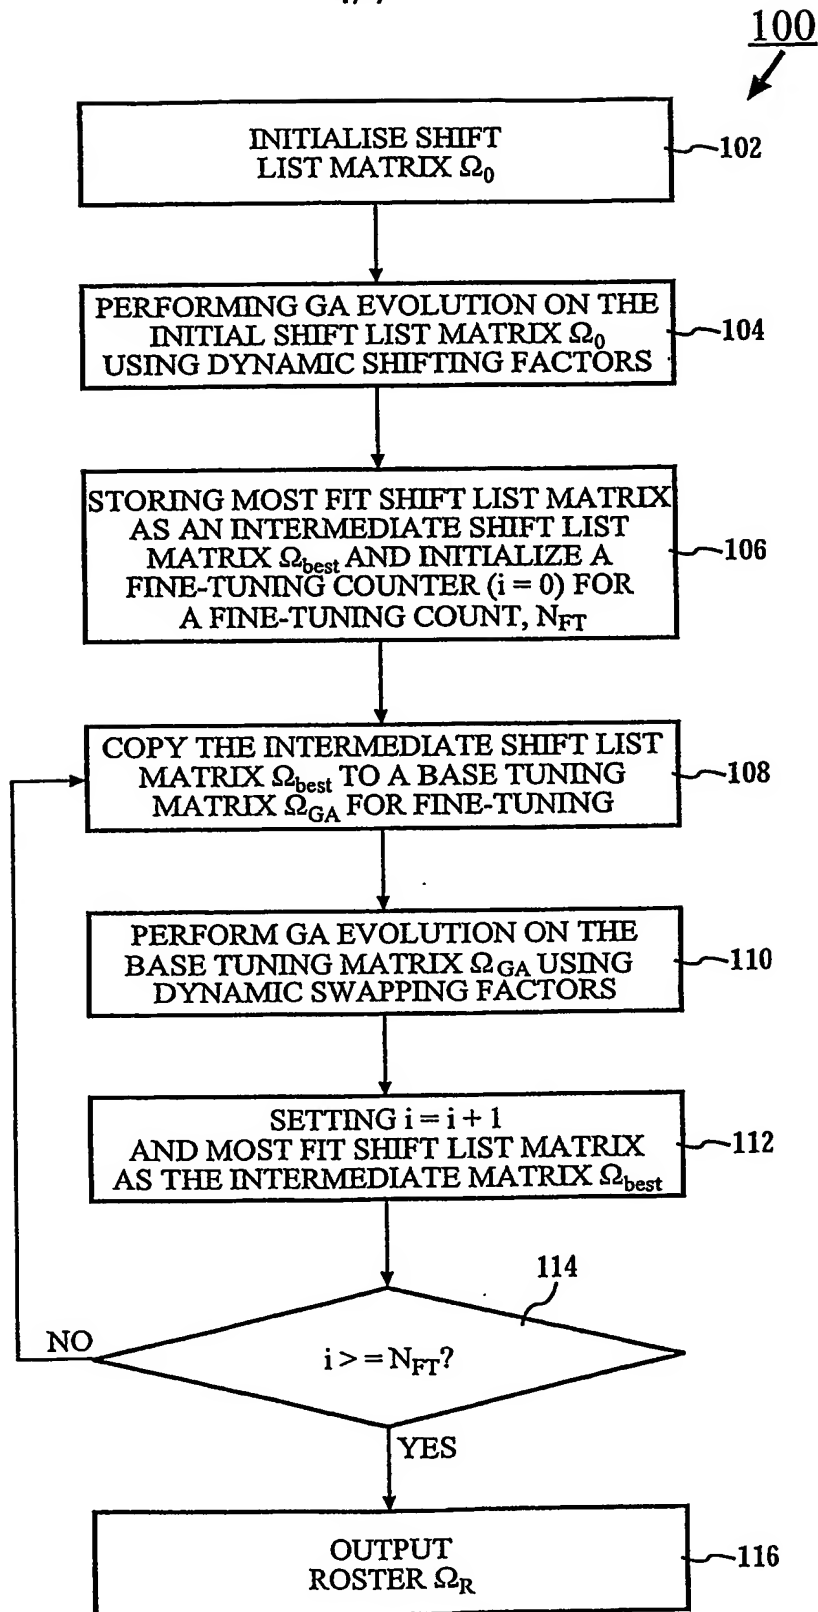 100
INITIALISE SHIFT
LIST MATRIX Ω0
102
PERFORMING GA EVOLUTION ON THE
INITIAL SHIFT LIST MATRIX Ω0
USING DYNAMIC SHIFTING FACTORS
104
STORING MOST FIT SHIFT LIST MATRIX
AS AN INTERMEDIATE SHIFT LIST
MATRIX Ωbest AND INITIALIZE A
FINE-TUNING COUNTER (i = 0) FOR
A FINE-TUNING COUNT, NFT
106
COPY THE INTERMEDIATE SHIFT LIST
MATRIX Ωbest TO A BASE TUNING
MATRIX ΩGA FOR FINE-TUNING
108
PERFORM GA EVOLUTION ON THE
BASE TUNING MATRIX ΩGA USING
DYNAMIC SWAPPING FACTORS
110
SETTING i = i + 1
AND MOST FIT SHIFT LIST MATRIX
AS THE INTERMEDIATE MATRIX Ωbest
112
114
NO
i > = NFT?
YES
OUTPUT
ROSTER ΩR
116